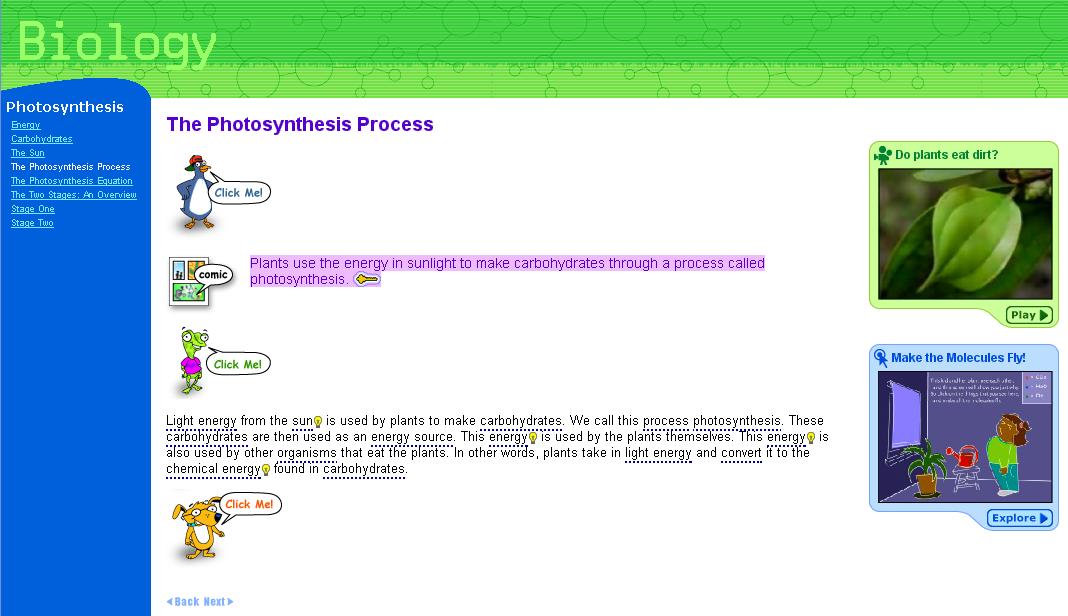 Biology
Photosynthesis
Energy
Carbohydrates
The Sun
The Photosynthesis Process
The Photosynthesis Equation
The Two Stages: An Overview
Stage One
Stage Two
The Photosynthesis Process
Click Me!
comic
Plants use the energy in sunlight to make carbohydrates through a process called
photosynthesis.
Click Me!
Light energy from the sun is used by plants to make carbohydrates. We call this process photosynthesis. These
carbohydrates are then used as an energy source. This energy is used by the plants themselves. This energy is
also used by other organisms that eat the plants. In other words, plants take in light energy and convert it to the
chemical energy found in carbohydrates.
Click Me!
Back Next
Do plants eat dirt?
Play
Make the Molecules Fly!
Explore